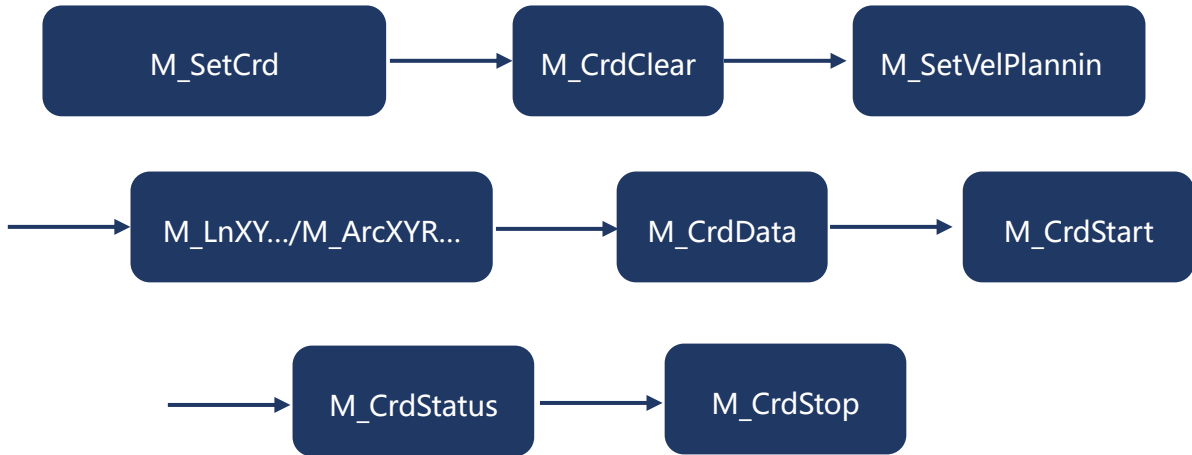 M_SetCrd
M_CrdClear
M_SetVelPlannin
M_LnXY.../M_ArcXYR...
M_CrdData
M_CrdStart
M_CrdStatus
M_CrdStop